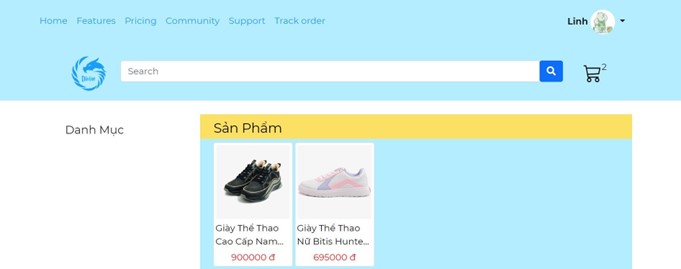 Home Features Pricing Community Support Track order
Linh
Search
2
Danh Mục
Sản Phẩm
Giày Thể Thao
Cao Cấp Nam...
Giày Thể Thao
Nữ Bitis Hunte...
900000 đ
695000 đ